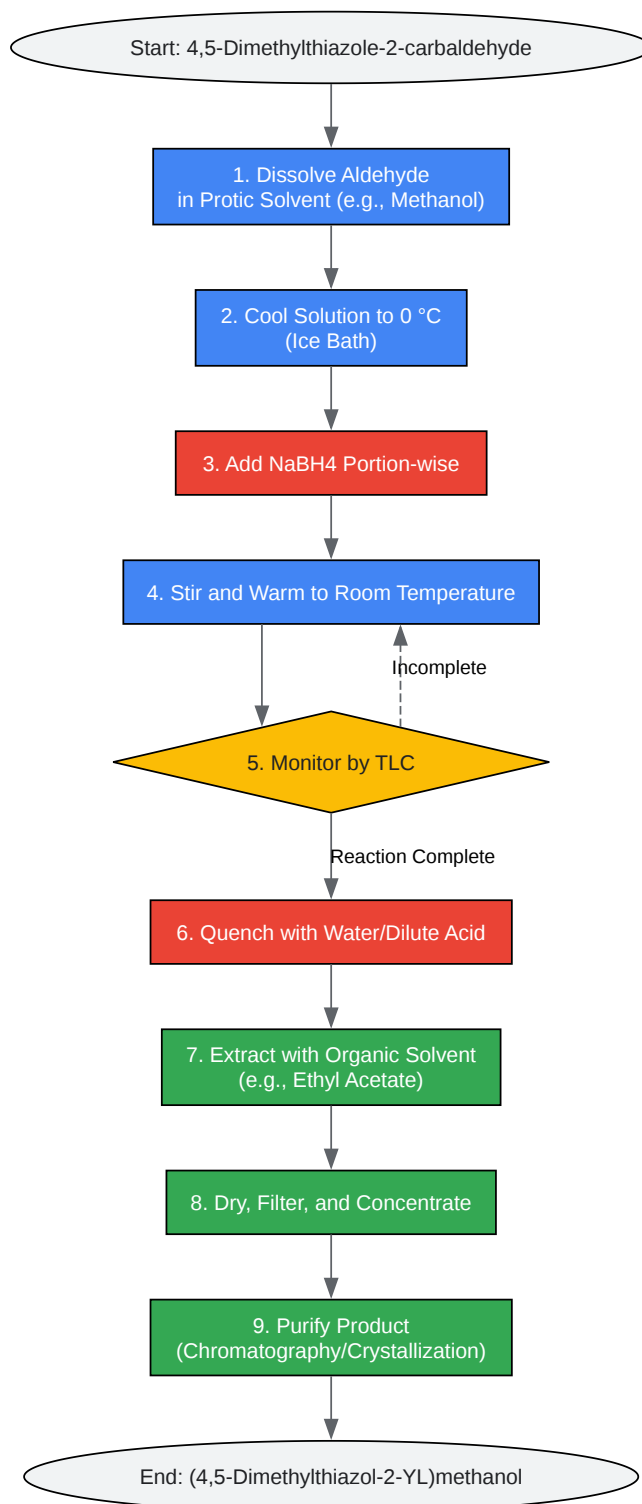 Start: 4,5-Dimethylthiazole-2-carbaldehyde
1. Dissolve Aldehyde
in Protic Solvent (e.g., Methanol)
2. Cool Solution to 0 °C
(Ice Bath)
3. Add NaBH4 Portion-wise
4. Stir and Warm to Room Temperature
Incomplete
5. Monitor by TLC
Reaction Complete
6. Quench with Water/Dilute Acid
7. Extract with Organic Solvent
(e.g., Ethyl Acetate)
8. Dry, Filter, and Concentrate
9. Purify Product
(Chromatography/Crystallization)
End: (4,5-Dimethylthiazol-2-YL)methanol